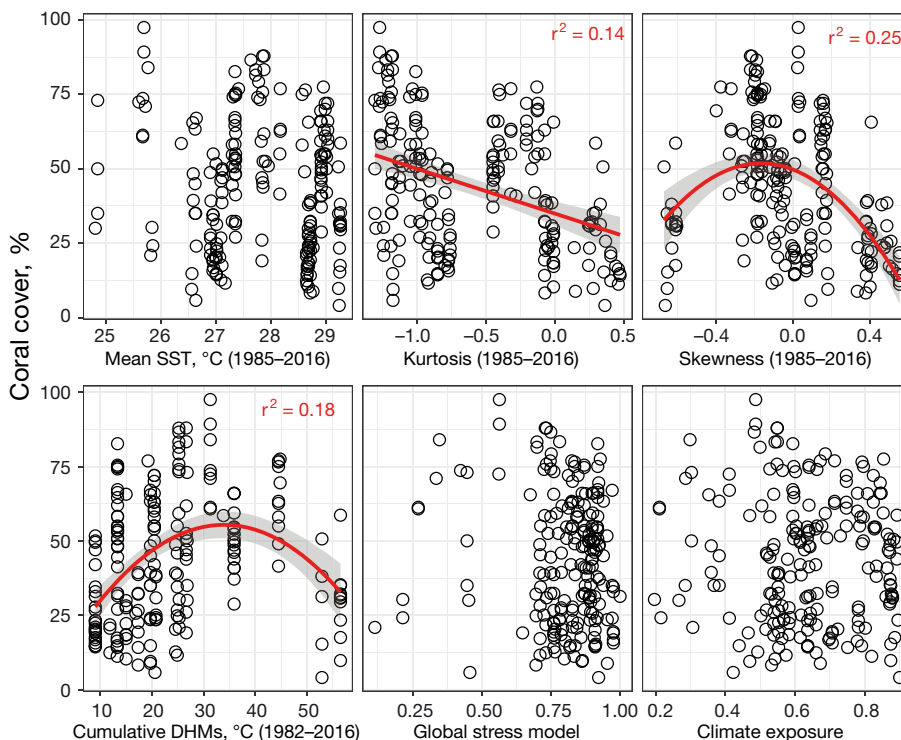 Coral cover, %
100
75
50
25
0
25 26 27 28 29
Mean SST, °C (1985–2016)
r² = 0.14
−1.0 −0.5 0.0 0.5
Kurtosis (1985–2016)
r² = 0.25
−0.4 0.0 0.4
Skewness (1985–2016)
100
75
50
25
0
r² = 0.18
10 20 30 40 50
Cumulative DHMs, °C (1982–2016)
0.25 0.50 0.75 1.00
Global stress model
0.2 0.4 0.6 0.8
Climate exposure